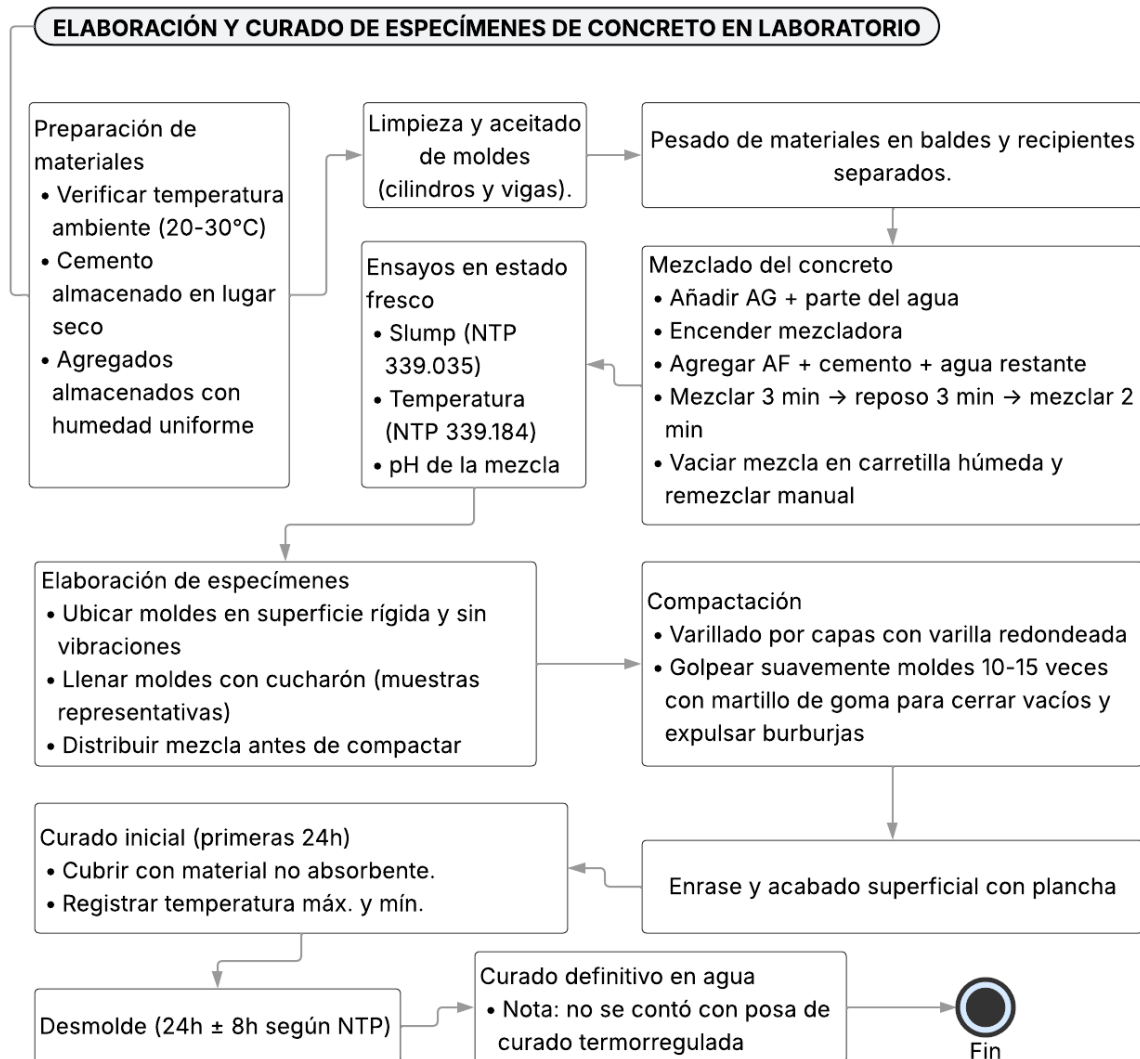 ELABORACIÓN Y CURADO DE ESPECÍMENES DE CONCRETO EN LABORATORIO
Preparación de
materiales
• Verificar temperatura
ambiente (20-30°C)
• Cemento
almacenado en lugar
seco
• Agregados
almacenados con
humedad uniforme
Limpieza y aceitado
de moldes
(cilindros y vigas).
Pesado de materiales en baldes y recipientes
separados.
Mezclado del concreto
• Añadir AG + parte del agua
• Encender mezcladora
• Agregar AF + cemento + agua restante
• Mezclar 3 min → reposo 3 min → mezclar 2
min
• Vaciar mezcla en carretilla húmeda y
remezclar manual
Ensayos en estado
fresco
• Slump (NTP
339.035)
• Temperatura
(NTP 339.184)
• pH de la mezcla
Elaboración de especímenes
• Ubicar moldes en superficie rígida y sin
vibraciones
• Llenar moldes con cucharón (muestras
representativas)
• Distribuir mezcla antes de compactar
Compactación
• Varillado por capas con varilla redondeada
• Golpear suavemente moldes 10-15 veces
con martillo de goma para cerrar vacíos y
expulsar burburjas
Enrase y acabado superficial con plancha
Curado inicial (primeras 24h)
• Cubrir con material no absorbente.
• Registrar temperatura máx. y mín.
Desmolde (24h ± 8h según NTP)
Curado definitivo en agua
• Nota: no se contó con posa de
curado termorregulada
Fin